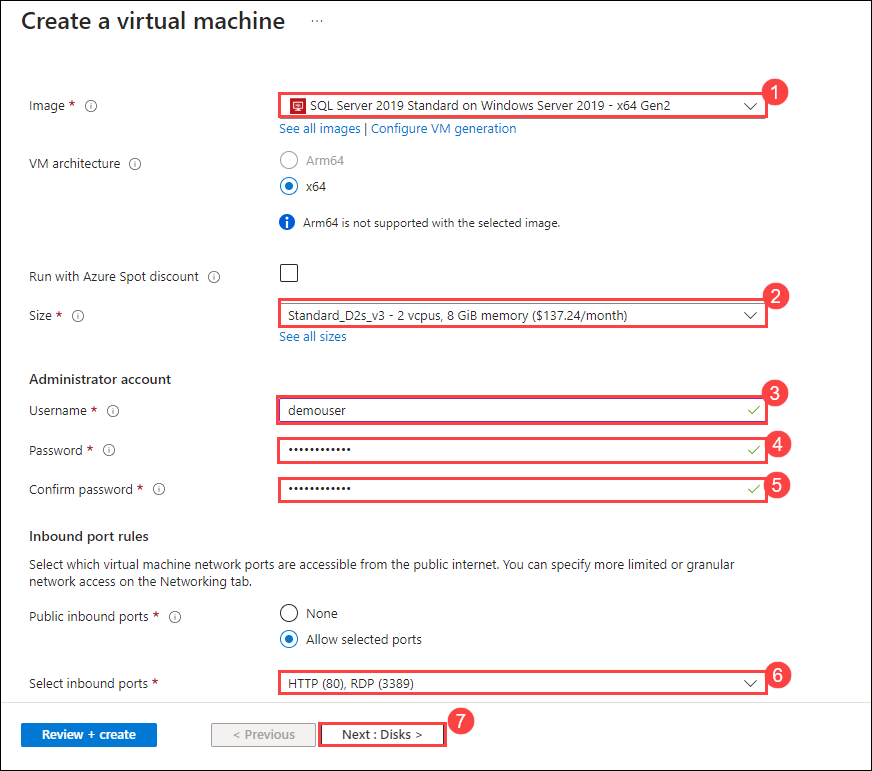 Create a virtual machine ...
1
Image * SQL Server 2019 Standard on Windows Server 2019 - x64 Gen2
See all images | Configure VM generation
VM architecture Arm64
x64
Arm64 is not supported with the selected image.
Run with Azure Spot discount
2
Size * Standard_D2s_v3 - 2 vcpus, 8 GiB memory ($137.24/month)
See all sizes
Administrator account
3
Username * demouser
4
Password * ••••••••••••
5
Confirm password * ••••••••••••
Inbound port rules
Select which virtual machine network ports are accessible from the public internet. You can specify more limited or granular
network access on the Networking tab.
Public inbound ports * None
Allow selected ports
6
Select inbound ports * HTTP (80), RDP (3389)
7
Review + create < Previous Next : Disks >